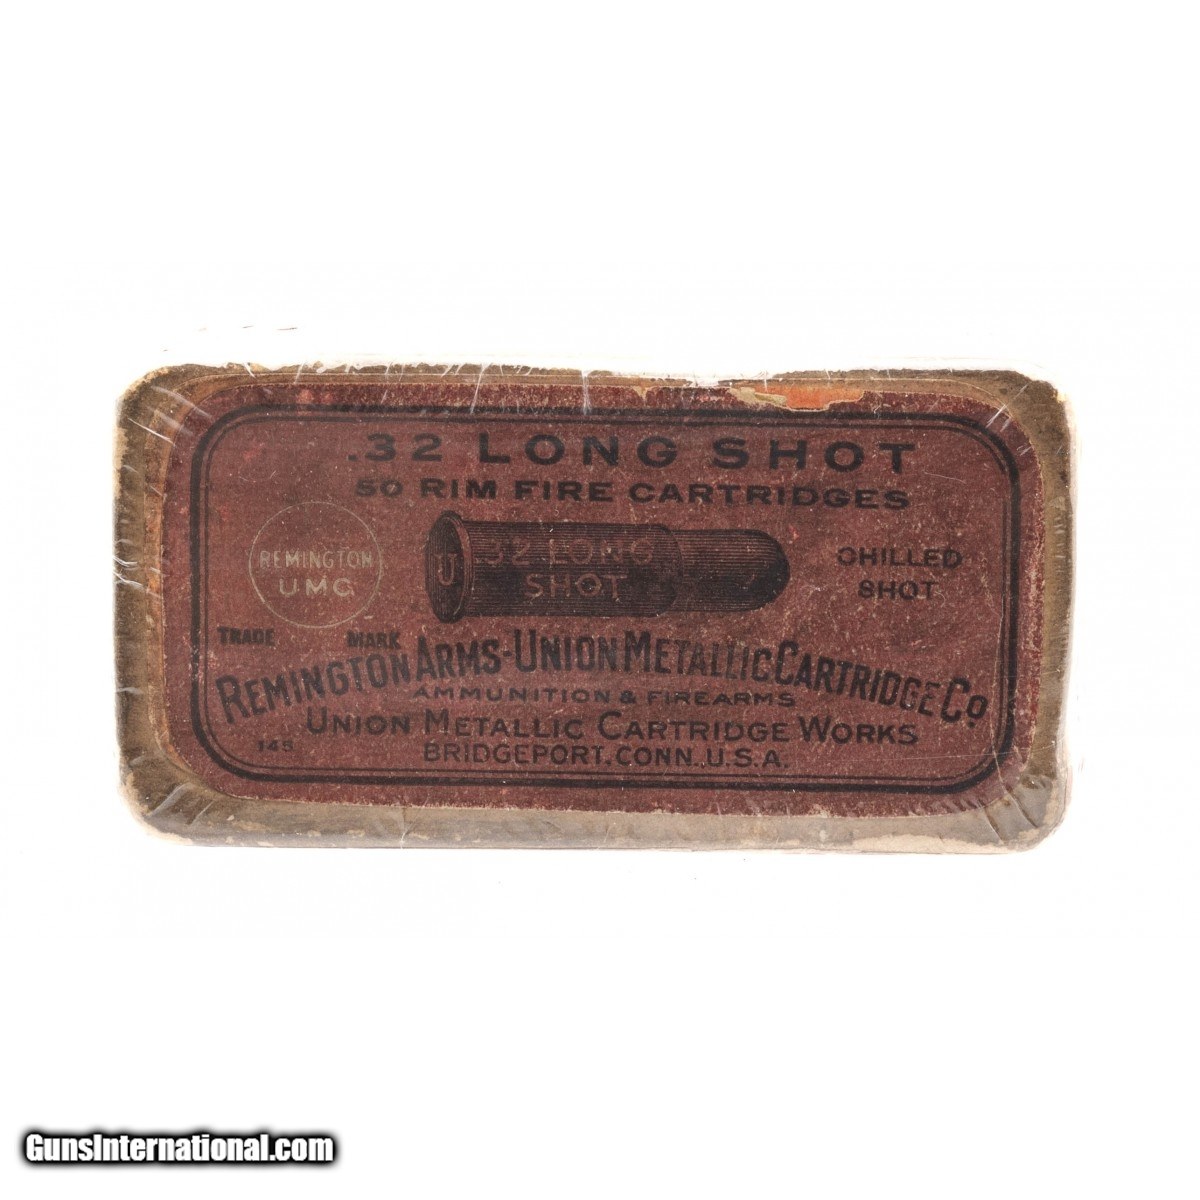 .32 LONG SHOT
50 RIM FIRE CARTRIDGES
REMINGTON
UMC
TRADE MARK
U
.32 LONG
SHOT
CHILLED
SHOT
REMINGTON ARMS-UNION METALLIC CARTRIDGE CO
AMMUNITION & FIREARMS
UNION METALLIC CARTRIDGE WORKS
145
BRIDGEPORT, CONN. U.S.A.
GunsInternational.com